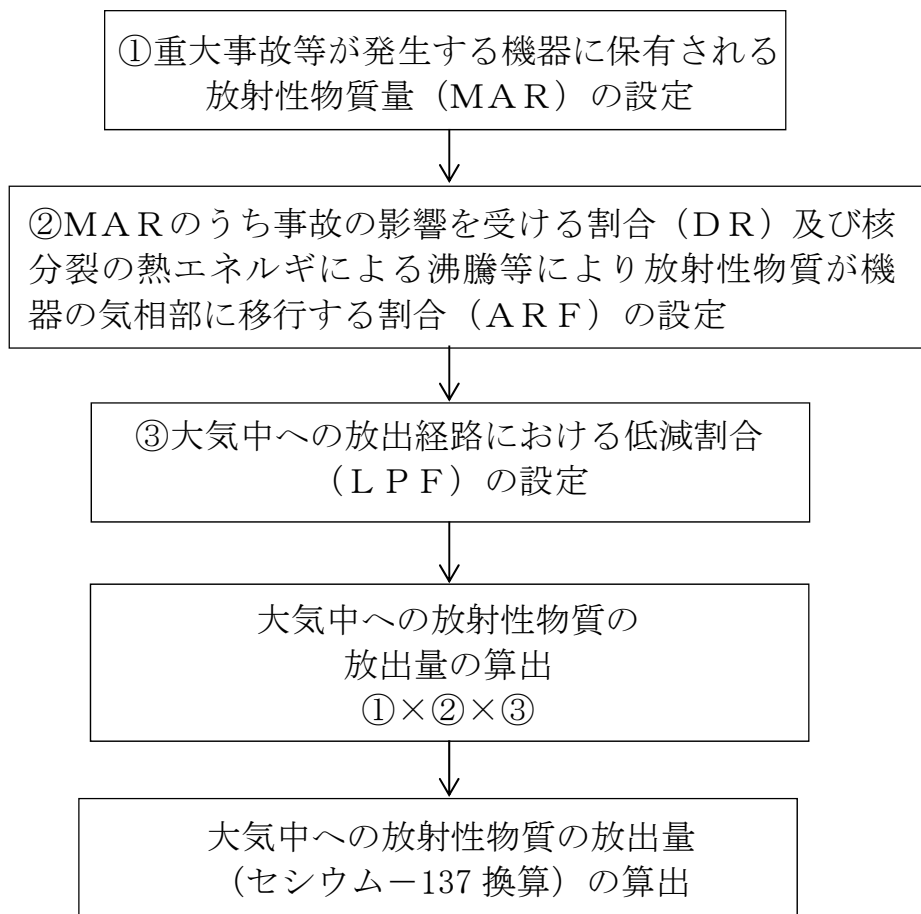 ①重大事故等が発生する機器に保有される
放射性物質量（ＭＡＲ）の設定
②ＭＡＲのうち事故の影響を受ける割合（ＤＲ）及び核
分裂の熱エネルギによる沸騰等により放射性物質が機
器の気相部に移行する割合（ＡＲＦ）の設定
③大気中への放出経路における低減割合
（ＬＰＦ）の設定
大気中への放射性物質の
放出量の算出
①×②×③
大気中への放射性物質の放出量
（セシウム－137 換算）の算出